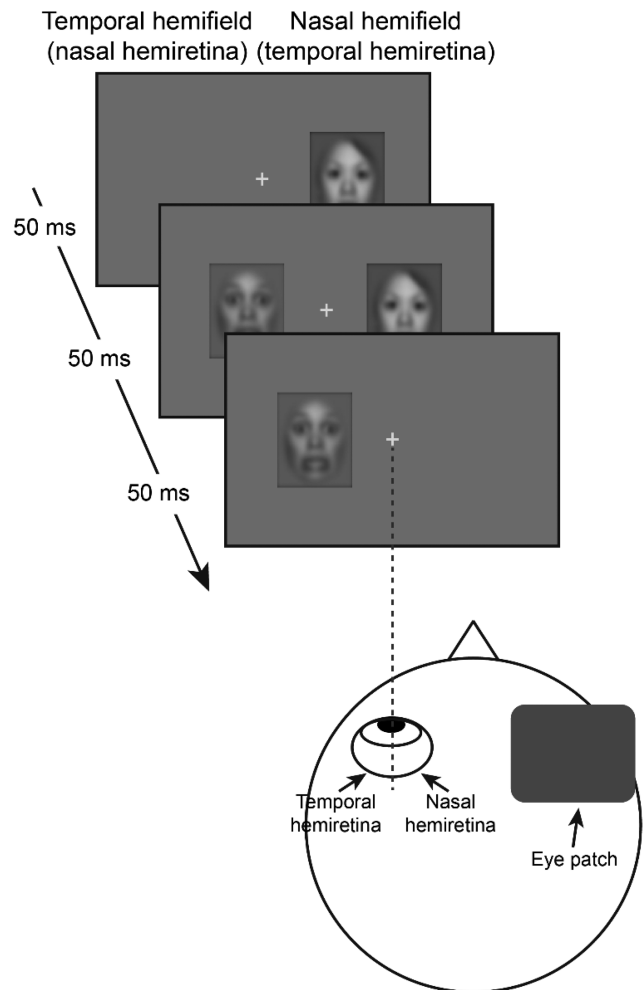 Temporal hemifield Nasal hemifield
(nasal hemiretina) (temporal hemiretina)
50 ms
50 ms
50 ms
Temporal hemiretina
Nasal hemiretina
Eye patch